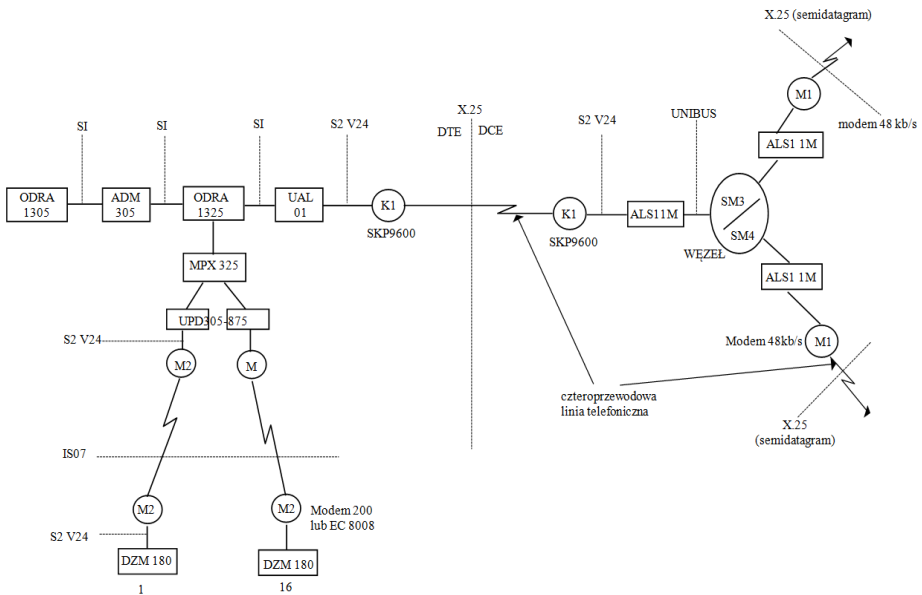 X.25 (semidatagram)
M1
modem 48 kb/s
X.25
DTE
DCE
SI
SI
SI
S2 V24
S2 V24
UNIBUS
ALS1 1M
ODRA
1305
ADM
305
ODRA
1325
UAL
01
K1
SKP9600
K1
SKP9600
ALS11M
SM3
SM4
WĘZEŁ
MPX 325
ALS1 1M
UPD305-875
S2 V24
M2
M
Modem 48kb/s
M1
czteroprzewodowa
linia telefoniczna
X.25
(semidatagram)
IS07
M2
M2
Modem 200
lub EC 8008
S2 V24
DZM 180
DZM 180
1
16